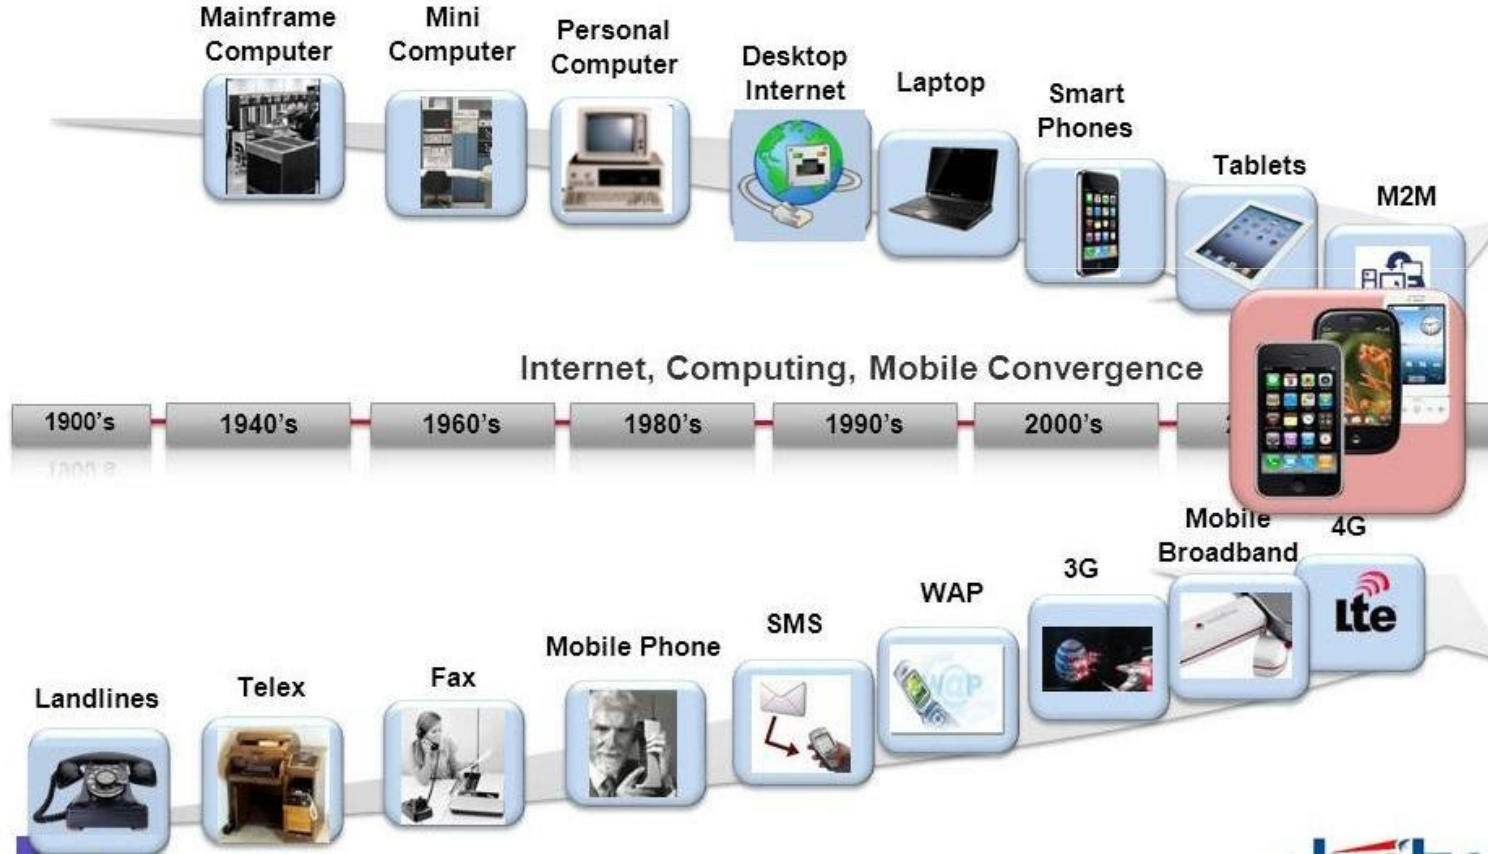 Mainframe
Computer
Mini
Computer
Personal
Computer
Desktop
Internet
Laptop
Smart
Phones
Tablets
M2M
Internet, Computing, Mobile Convergence
1900's
1940's
1960's
1980's
1990's
2000's
Mobile
Broadband
4G
3G
WAP
SMS
Mobile Phone
Fax
Telex
Landlines
Lte
W@P